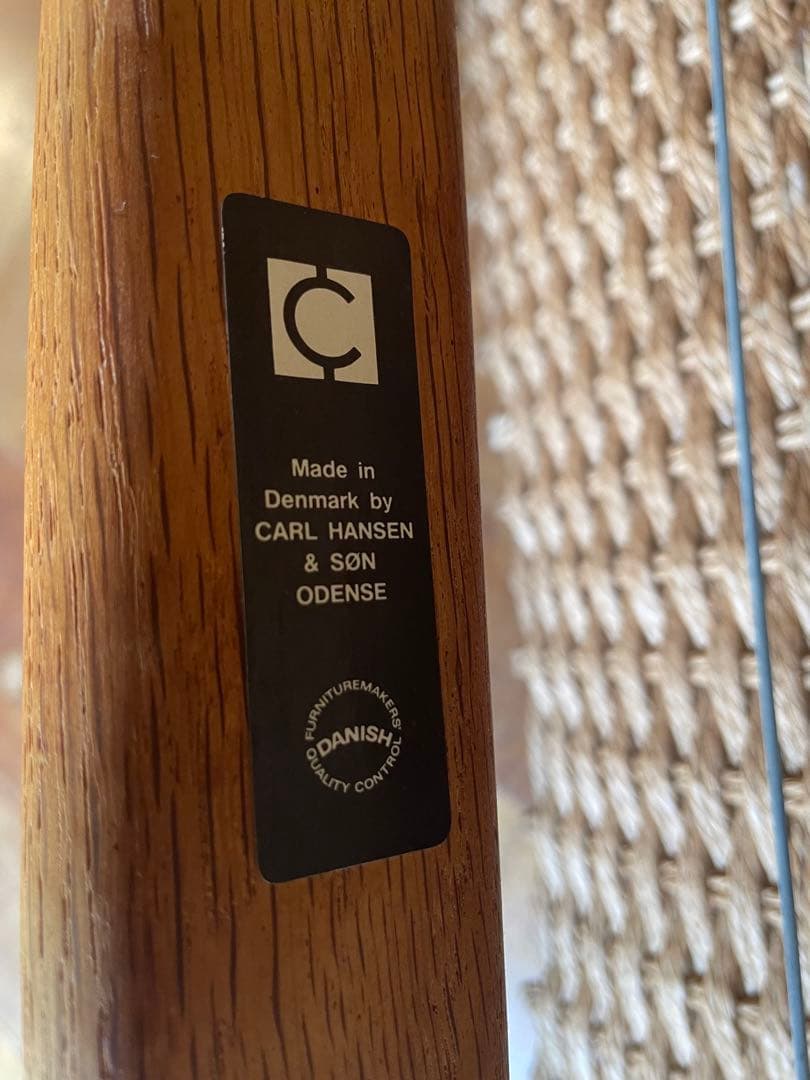 C
Made in
Denmark by
CARL HANSEN
& SØN
ODENSE
FURNITUREMAKERS'
DANISH
QUALITY CONTROL